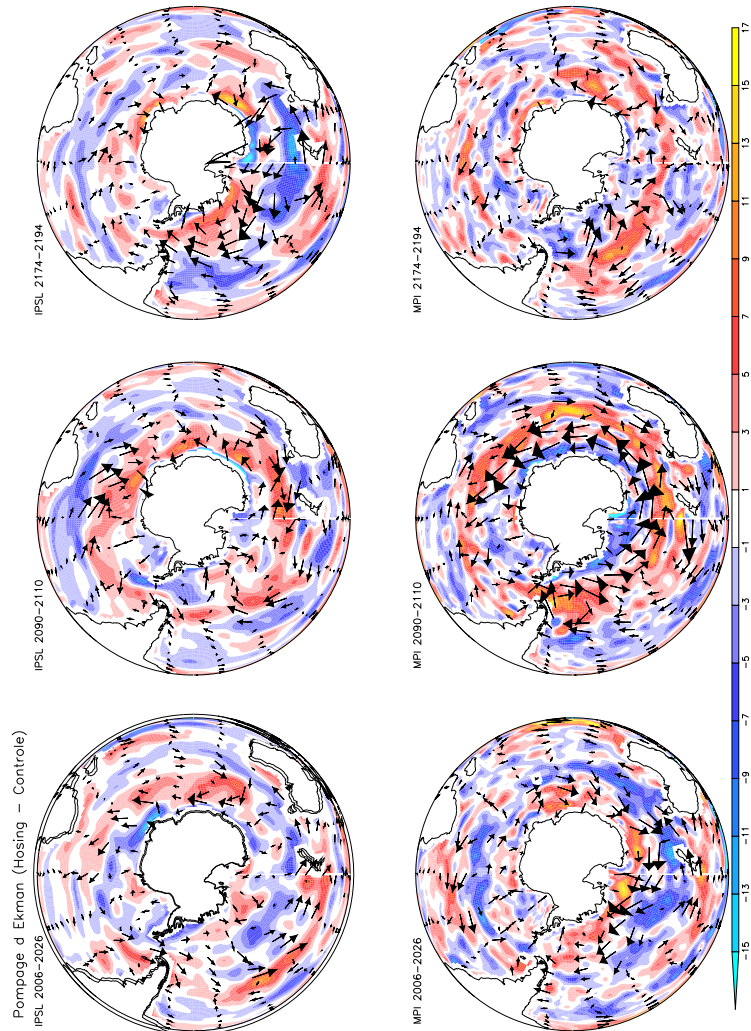 Pompage d Ekman (Hosing − Controle)
IPSL 2006−2026
IPSL 2090−2110
IPSL 2174−2194
MPI 2006−2026
MPI 2090−2110
MPI 2174−2194
−15 −13 −11 −9 −7 −5 −3 −1 1 3 5 7 9 11 13 15 17